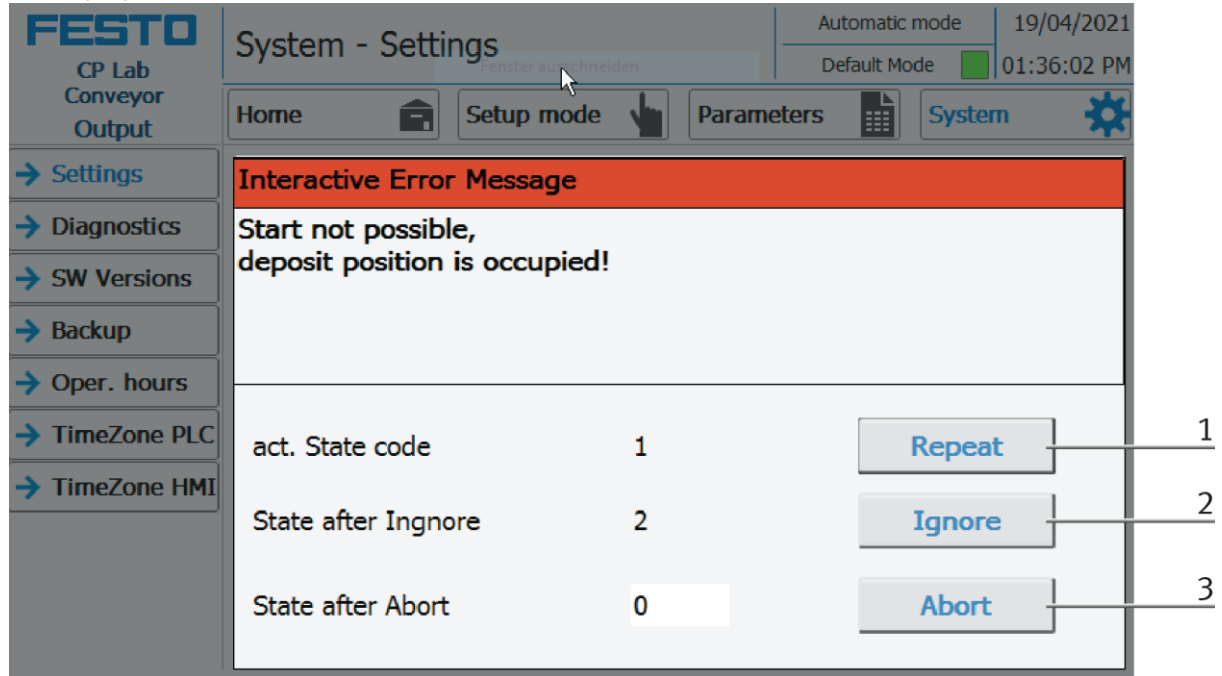 FESTO
CP Lab
Conveyor
Output
System - Settings
Fenster ausschneiden
Automatic mode
Default Mode
19/04/2021
01:36:02 PM
Home
Setup mode
Parameters
System
Settings
Diagnostics
SW Versions
Backup
Oper. hours
TimeZone PLC
TimeZone HMI
Interactive Error Message
Start not possible,
deposit position is occupied!
act. State code 1 Repeat 1
State after Ingnore 2 Ignore 2
State after Abort 0 Abort 3